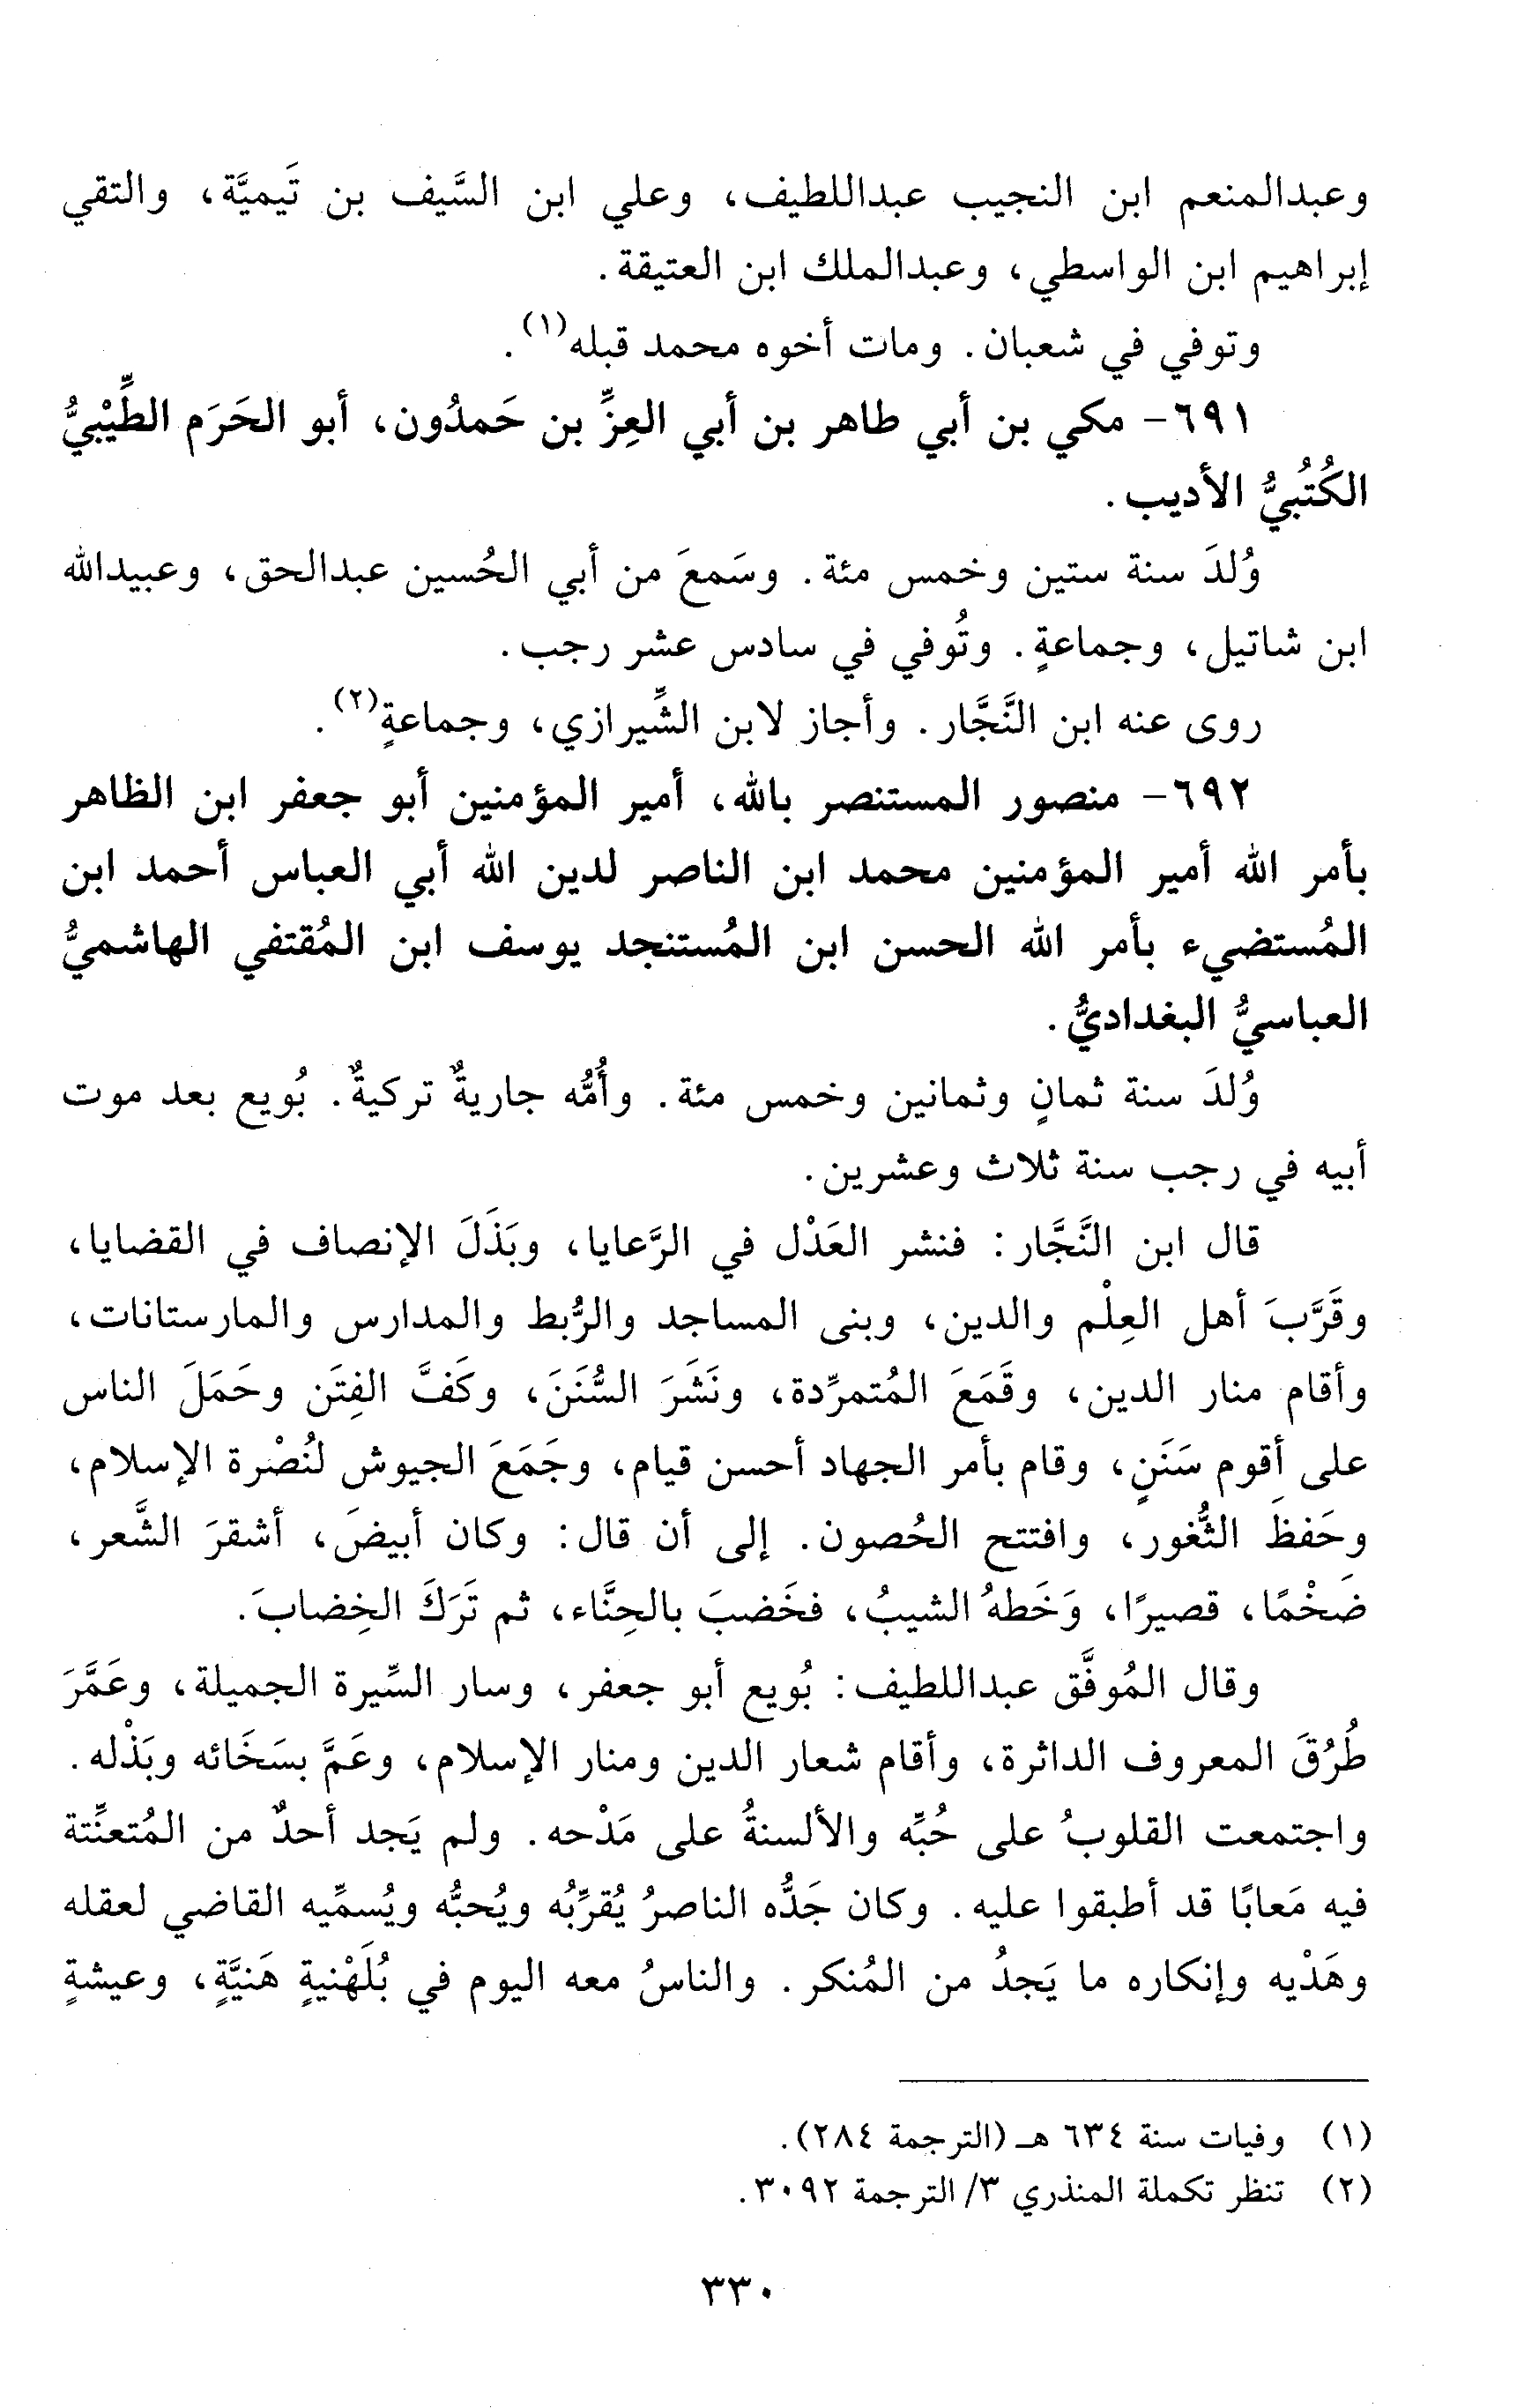 وعبدالمنعم ابن النجيب عبداللطيف، وعلي ابن السَّيف بن تَيميَّة، والتقي
إبراهيم ابن الواسطي، وعبدالملك ابن العتيقة.
وتوفي في شعبان. ومات أخوه محمد قبله(١).
٦٩١- مكي بن أبي طاهر بن أبي العِزِّ بن حَمدُون، أبو الحَرَم الطِّيْبيُّ
الكُتُبيُّ الأديب.
وُلدَ سنة ستين وخمس مئة. وسَمعَ من أبي الحُسين عبدالحق، وعبيدالله
ابن شاتيل، وجماعةٍ. وتُوفي في سادس عشر رجب.
روى عنه ابن النَّجَّار. وأجاز لابن الشِّيرازي، وجماعةٍ(٢).
٦٩٢- منصور المستنصر بالله، أمير المؤمنين أبو جعفر ابن الظاهر
بأمر الله أمير المؤمنين محمد ابن الناصر لدين الله أبي العباس أحمد ابن
المُستضيء بأمر الله الحسن ابن المُستنجد يوسف ابن المُقتفي الهاشميُّ
العباسيُّ البغداديُّ.
وُلدَ سنة ثمانٍ وثمانين وخمس مئة. وأُمُّه جاريةٌ تركيةٌ. بُويع بعد موت
أبيه في رجب سنة ثلاث وعشرين.
قال ابن النَّجَّار: فنشر العَدْل في الرَّعايا، وبَذَلَ الإنصاف في القضايا،
وقَرَّبَ أهل العِلْم والدين، وبنى المساجد والرُّبط والمدارس والمارستانات،
وأقام منار الدين، وقَمَعَ المُتمرِّدة، ونَشَرَ السُّنَنَ، وكَفَّ الفِتَن وحَمَلَ الناس
على أقوم سَنَنٍ، وقام بأمر الجهاد أحسن قيام، وجَمَعَ الجيوش لنُصْرة الإسلام،
وحَفظَ الثُّغور، وافتتح الحُصون. إلى أن قال: وكان أبيضَ، أشقرَ الشَّعر،
ضَخْمًا، قصيرًا، وَخَطهُ الشيبُ، فخَضبَ بالحِنَّاء، ثم تَرَكَ الخِضابَ.
وقال المُوفَّق عبداللطيف: بُويع أبو جعفر، وسار السِّيرة الجميلة، وعَمَّرَ
طُرُقَ المعروف الداثرة، وأقام شعار الدين ومنار الإسلام، وعَمَّ بسَخَائه وبَذْله.
واجتمعت القلوبُ على حُبِّه والألسنةُ على مَدْحه. ولم يَجد أحدٌ من المُتعنِّتة
فيه مَعابًا قد أطبقوا عليه. وكان جَدُّه الناصرُ يُقرِّبُه ويُحبُّه ويُسمِّيه القاضي لعقله
وهَدْيه وإنكاره ما يَجدُ من المُنكر. والناسُ معه اليوم في بُلَهْنيةٍ هَنيَّةٍ، وعيشةٍ
(١) وفيات سنة ٦٣٤ هـ (الترجمة ٢٨٤).
(٢) تنظر تكملة المنذري ٣/ الترجمة ٣٠٩٢.
٣٣٠